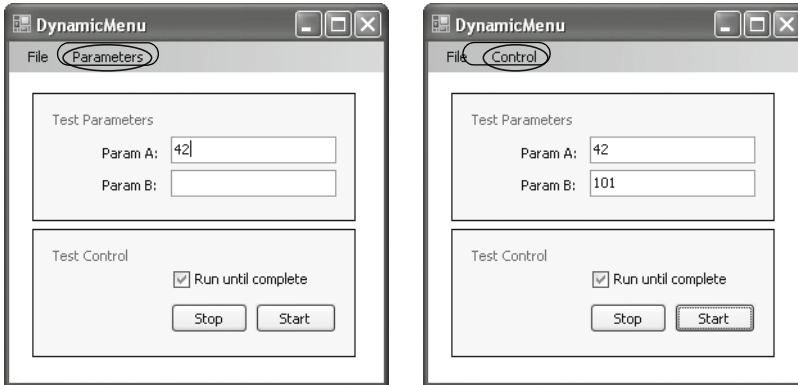 DynamicMenu
File Parameters
Test Parameters
Param A: 42
Param B:
Test Control
Run until complete
Stop Start
DynamicMenu
File Control
Test Parameters
Param A: 42
Param B: 101
Test Control
Run until complete
Stop Start